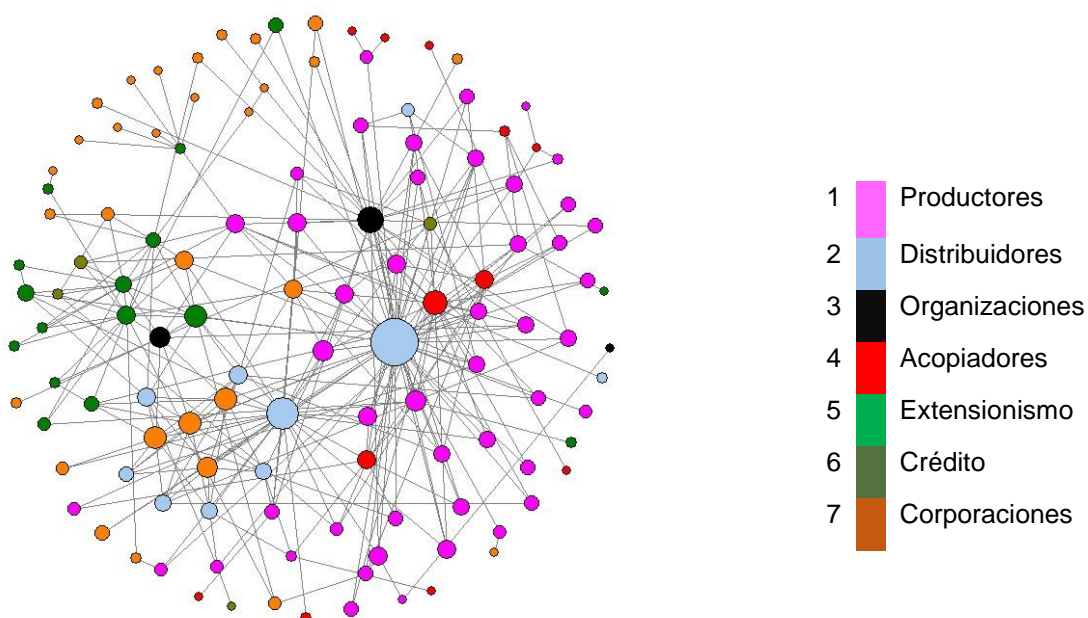 1 Productores
2 Distribuidores
3 Organizaciones
4 Acopiadores
5 Extensionismo
6 Crédito
7 Corporaciones